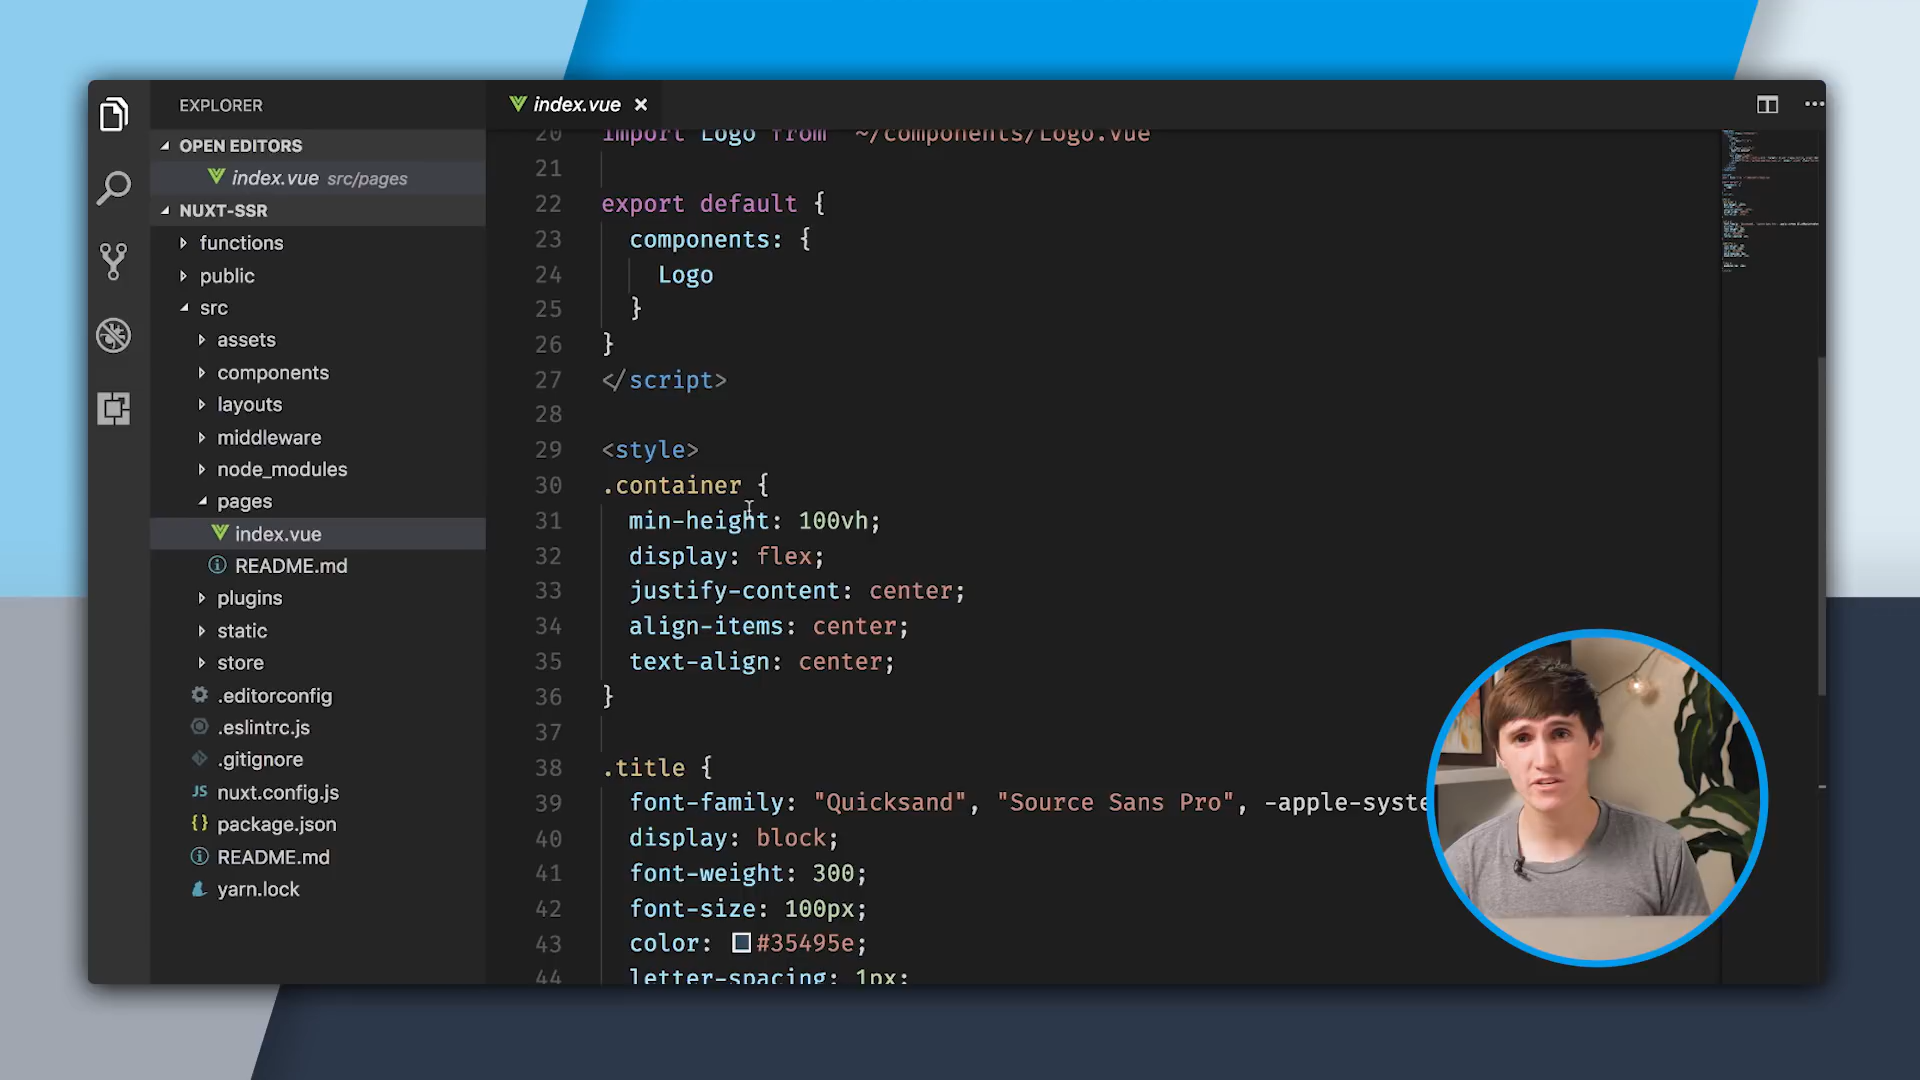 EXPLORER
OPEN EDITORS
index.vue src/pages
NUXT-SSR
functions
public
src
assets
components
layouts
middleware
node_modules
pages
index.vue
README.md
plugins
static
store
.editorconfig
.eslintrc.js
.gitignore
JS nuxt.config.js
{} package.json
README.md
yarn.lock
index.vue
20 import Logo from ~/components/Logo.vue
21
22 export default {
23 components: {
24 Logo
25 }
26 }
27 </script>
28
29 <style>
30 .container {
31 min-height: 100vh;
32 display: flex;
33 justify-content: center;
34 align-items: center;
35 text-align: center;
36 }
37
38 .title {
39 font-family: "Quicksand", "Source Sans Pro", -apple-syste
40 display: block;
41 font-weight: 300;
42 font-size: 100px;
43 color: #35495e;
44 letter-spacing: 1px;